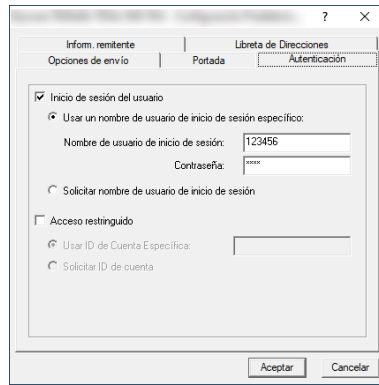 ? X
Inform. remitente Libreta de Direcciones
Opciones de envío Portada Autenticación
Inicio de sesión del usuario
Usar un nombre de usuario de inicio de sesión específico:
Nombre de usuario de inicio de sesión: 123456
Contraseña: ****
Solicitar nombre de usuario de inicio de sesión
Acceso restringido
Usar ID de Cuenta Específica:
Solicitar ID de cuenta
Aceptar Cancelar